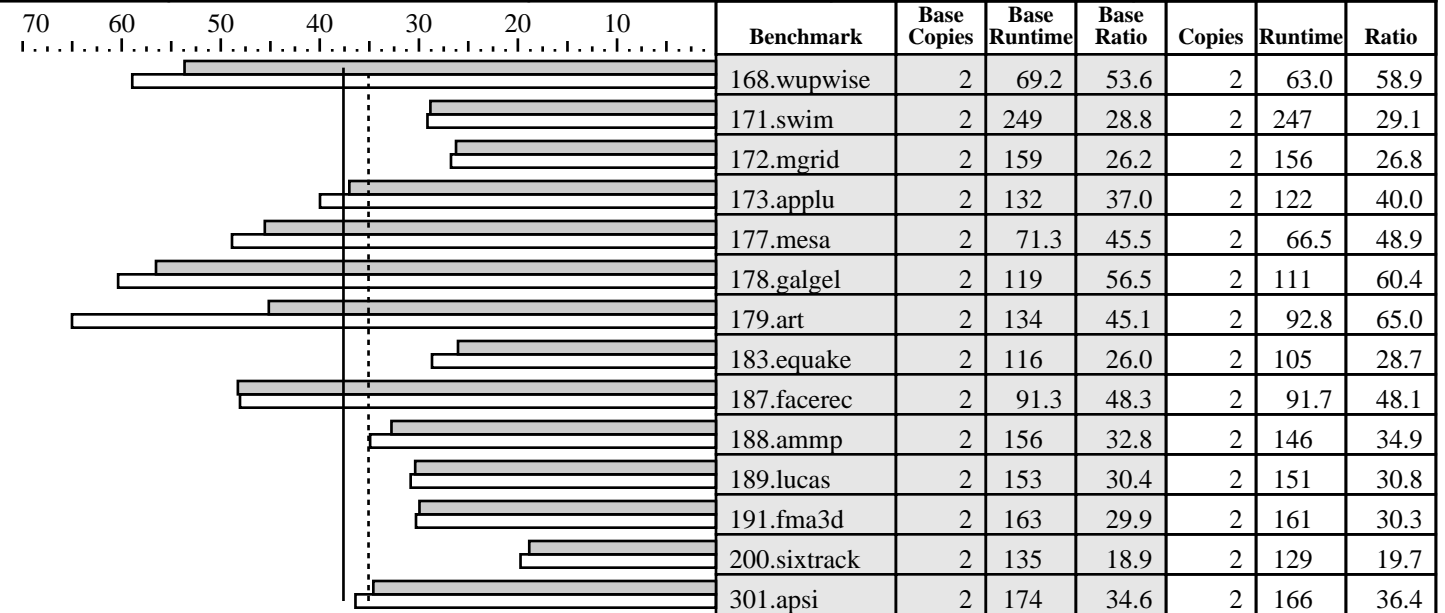 70 60 50 40 30 20 10
Benchmark Base Copies Base Runtime Base Ratio Copies Runtime Ratio
168.wupwise 2 69.2 53.6 2 63.0 58.9
171.swim 2 249 28.8 2 247 29.1
172.mgrid 2 159 26.2 2 156 26.8
173.applu 2 132 37.0 2 122 40.0
177.mesa 2 71.3 45.5 2 66.5 48.9
178.galgel 2 119 56.5 2 111 60.4
179.art 2 134 45.1 2 92.8 65.0
183.equake 2 116 26.0 2 105 28.7
187.facerec 2 91.3 48.3 2 91.7 48.1
188.ammp 2 156 32.8 2 146 34.9
189.lucas 2 153 30.4 2 151 30.8
191.fma3d 2 163 29.9 2 161 30.3
200.sixtrack 2 135 18.9 2 129 19.7
301.apsi 2 174 34.6 2 166 36.4